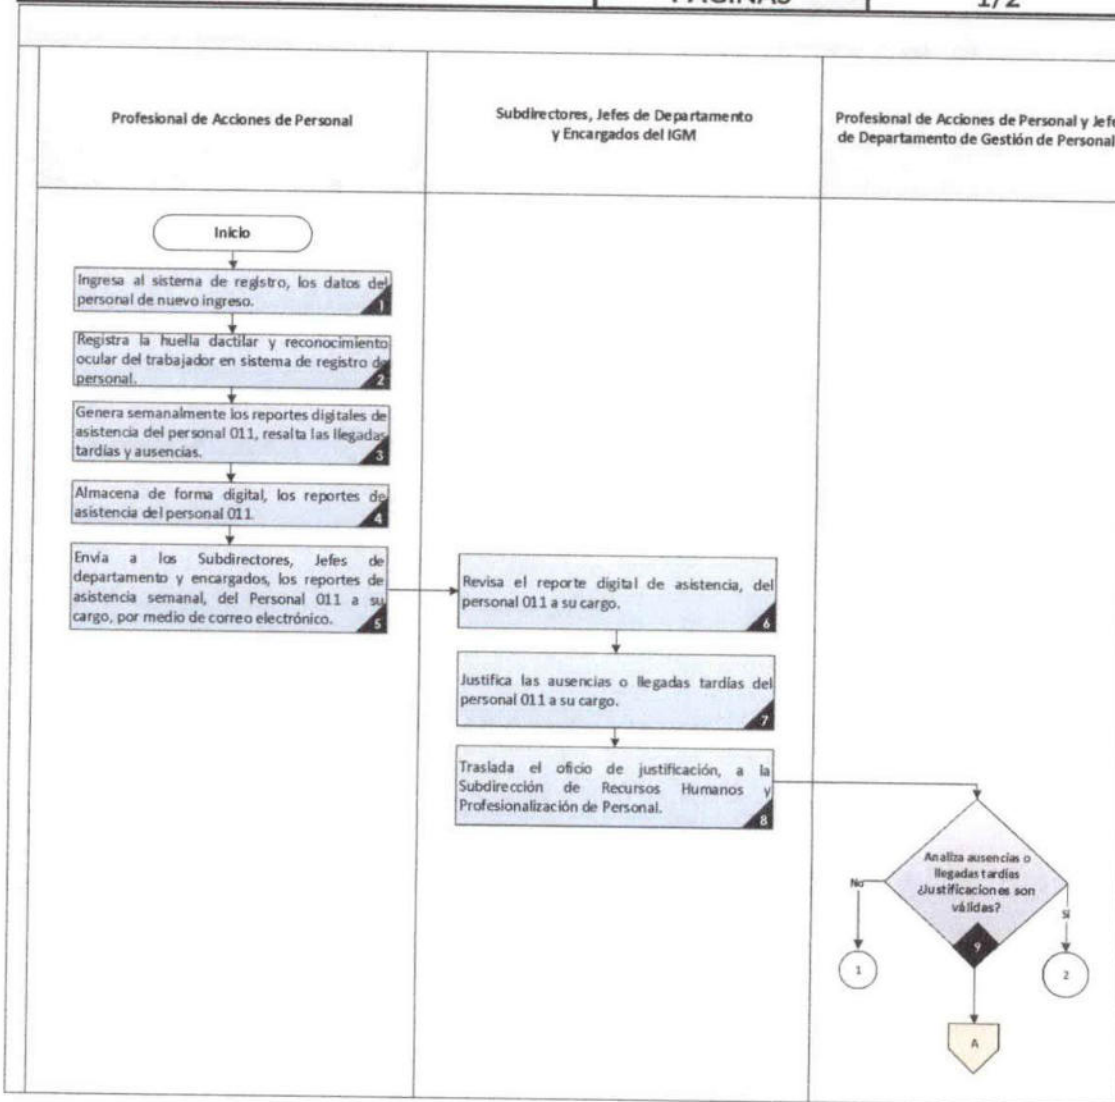 PÁGINAS 1/2
Profesional de Acciones de Personal
Subdirectores, Jefes de Departamento
y Encargados del IGM
Profesional de Acciones de Personal y Jefe
de Departamento de Gestión de Personal
Inicio
Ingresa al sistema de registro, los datos del
personal de nuevo ingreso.
1
Registra la huella dactilar y reconocimiento
ocular del trabajador en sistema de registro de
personal.
2
Genera semanalmente los reportes digitales de
asistencia del personal 011, resalta las llegadas
tardías y ausencias.
3
Almacena de forma digital, los reportes de
asistencia del personal 011.
4
Envía a los Subdirectores, Jefes de
departamento y encargados, los reportes de
asistencia semanal, del Personal 011 a su
cargo, por medio de correo electrónico.
5
Revisa el reporte digital de asistencia, del
personal 011 a su cargo.
6
Justifica las ausencias o llegadas tardías del
personal 011 a su cargo.
7
Traslada el oficio de justificación, a la
Subdirección de Recursos Humanos y
Profesionalización de Personal.
8
Analiza ausencias o
llegadas tardías
¿Justificaciones son
válidas?
9
No
Sí
1
2
A